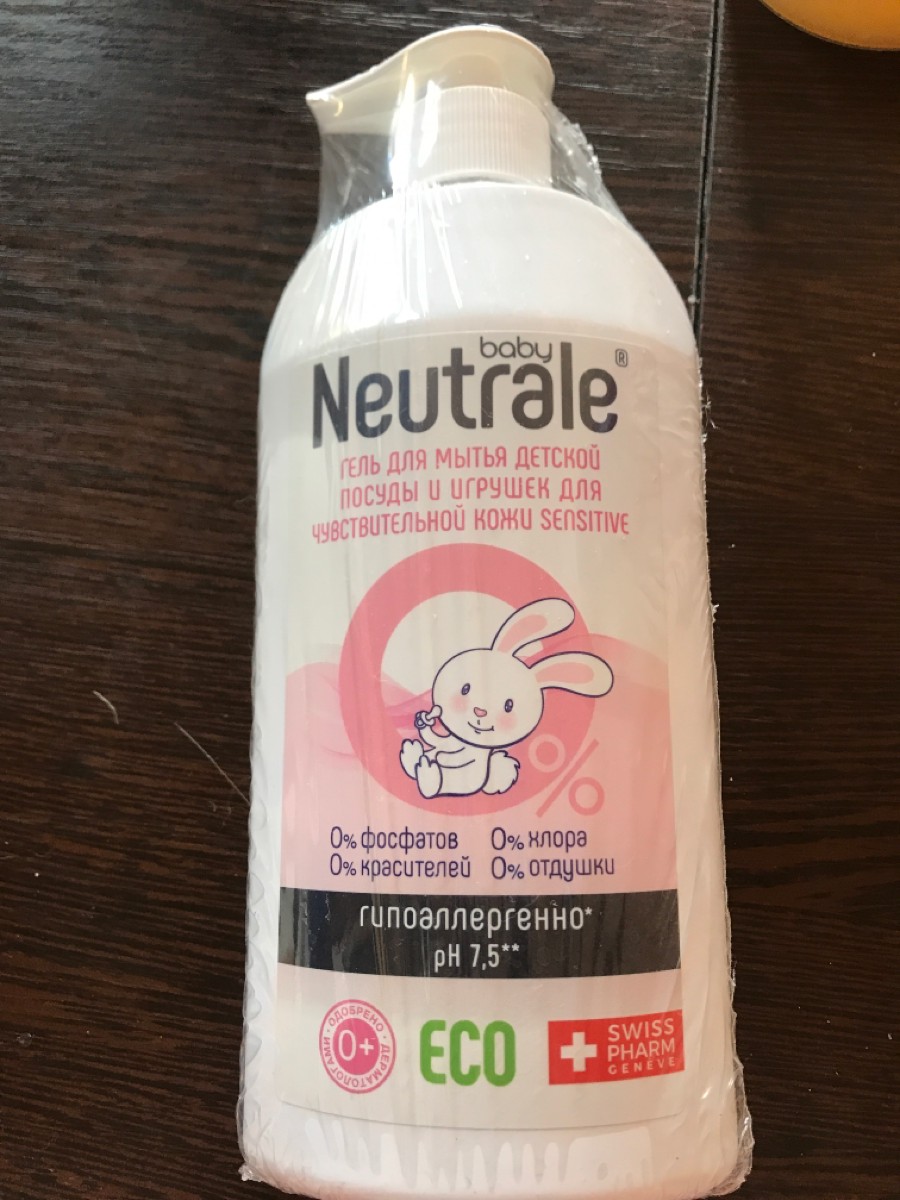 baby
Neutrale®
ГЕЛЬ ДЛЯ МЫТЬЯ ДЕТСКОЙ
ПОСУДЫ И ИГРУШЕК ДЛЯ
ЧУВСТВИТЕЛЬНОЙ КОЖИ SENSITIVE
%
0% фосфатов 0% хлора
0% красителей 0% отдушки
гипоаллергенно*
pH 7,5**
ОДОБРЕНО · ДЕРМАТОЛОГАМИ
0+
ECO
SWISS
PHARM
GENÈVE